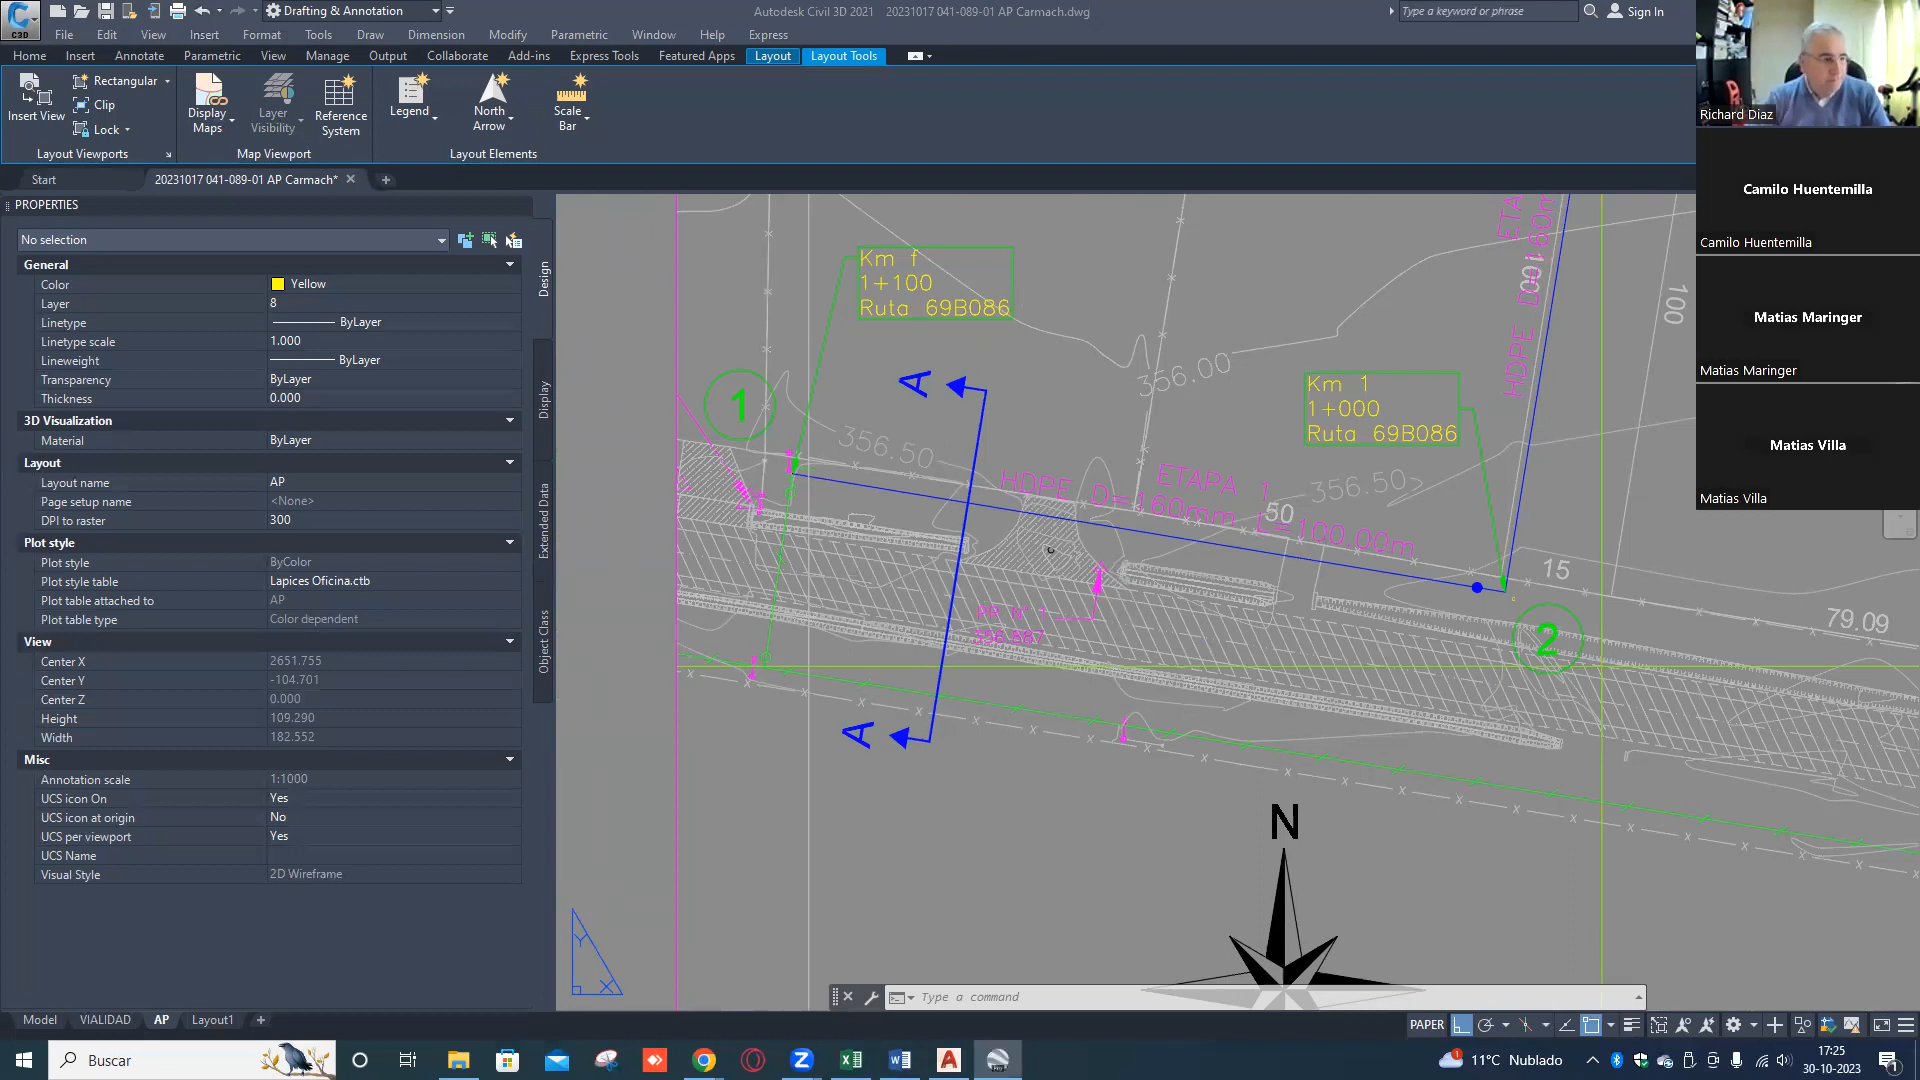 Drafting & Annotation
Autodesk Civil 3D 2021 20231017 041-089-01 AP Carmach.dwg
Type a keyword or phrase
Sign In
C3D
File Edit View Insert Format Tools Draw Dimension Modify Parametric Window Help Express
Home Insert Annotate Parametric View Manage Output Collaborate Add-ins Express Tools Featured Apps Layout Layout Tools
Insert View
Rectangular
Clip
Lock
Layout Viewports
Display Maps
Layer Visibility
Reference System
Map Viewport
Legend
North Arrow
Scale Bar
Layout Elements
Start
20231017 041-089-01 AP Carmach*
PROPERTIES
No selection
General
Color Yellow
Layer 8
Linetype ByLayer
Linetype scale 1.000
Lineweight ByLayer
Transparency ByLayer
Thickness 0.000
3D Visualization
Material ByLayer
Layout
Layout name AP
Page setup name <None>
DPI to raster 300
Plot style
Plot style ByColor
Plot style table Lapices Oficina.ctb
Plot table attached to AP
Plot table type Color dependent
View
Center X 2651.755
Center Y -104.701
Center Z 0.000
Height 109.290
Width 182.552
Misc
Annotation scale 1:1000
UCS icon On Yes
UCS icon at origin No
UCS per viewport Yes
UCS Name
Visual Style 2D Wireframe
Design
Display
Extended Data
Object Class
Km f
1+100
Ruta 69B086
Km 1
1+000
Ruta 69B086
1
2
A
A
356.00
356.50
356.50
ETAPA 1
HDPE D=160mm L=100.00m
50
100
100
15
79.09
PR N° 1
356.887
N
Y
X
Richard Diaz
Camilo Huentemilla
Camilo Huentemilla
Matias Maringer
Matias Maringer
Matias Villa
Matias Villa
Type a command
Model VIALIDAD AP Layout1
PAPER
Buscar
11°C Nublado
17:25
30-10-2023